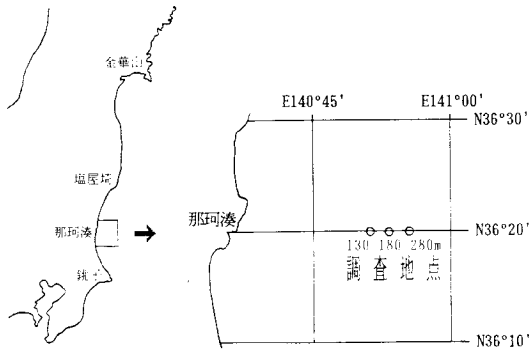 金華山
塩屋埼
那珂湊
銚子
E140°45'
E141°00'
N36°30'
那珂湊
N36°20'
130 180 280m
調査地点
N36°10'